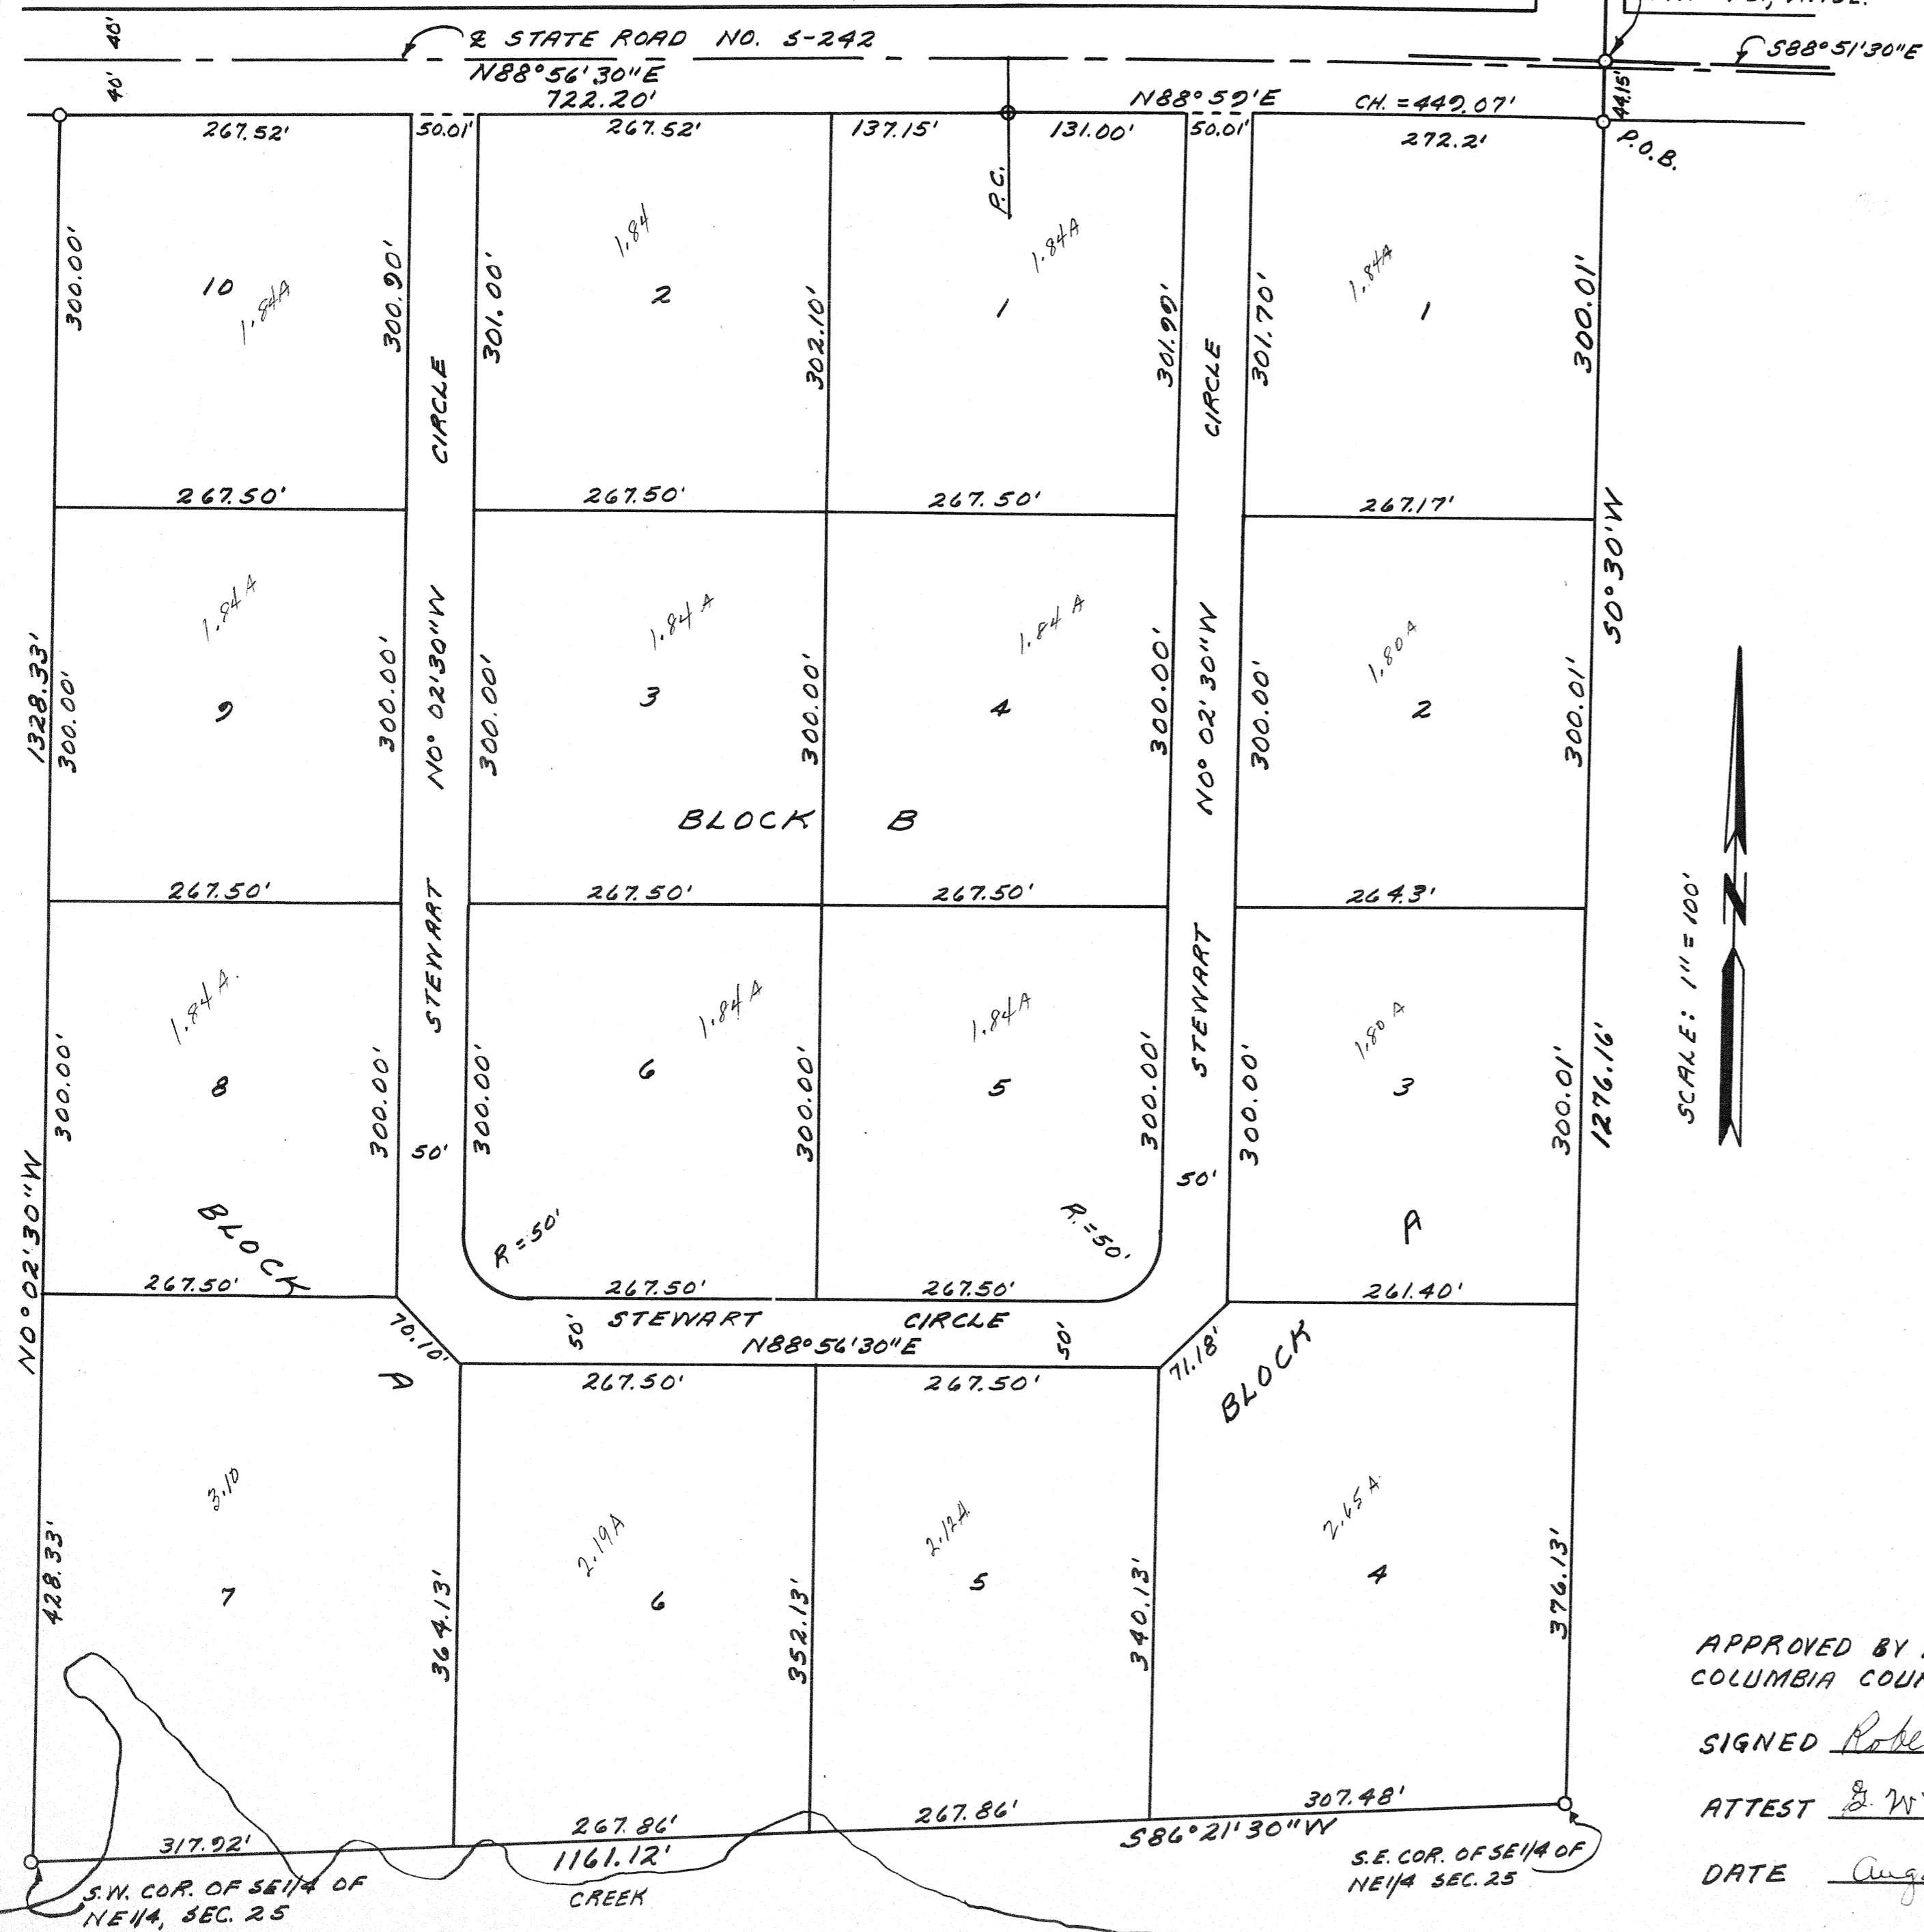 40'
40'
℄ STATE ROAD NO. S-242
N88°56'30"E
722.20'
S88°51'30"E
44.15'
N88°59'E
CH. = 449.07'
267.52'
50.01'
267.52'
137.15'
131.00'
50.01'
272.2'
P.O.B.
P.C.
300.00'
10
1.84A
300.90'
301.00'
1.84
2
302.10'
1.84A
1
301.90'
301.70'
1.84A
1
300.01'
CIRCLE
CIRCLE
267.50'
267.50'
267.50'
267.17'
S0°30'W
1328.33'
300.00'
1.84A
9
300.00'
N0°02'30"W
300.00'
1.84A
3
300.00'
1.84A
4
300.00'
N0°02'30"W
300.00'
1.80A
2
300.01'
BLOCK B
267.50'
267.50'
267.50'
264.3'
SCALE: 1" = 100'
N
STEWART
STEWART
300.00'
1.84A.
8
300.00'
50'
300.00'
1.84A
6
300.00'
1.84A
5
300.00'
50'
300.00'
1.80A
3
300.01'
1276.16'
N0°02'30"W
BLOCK
R = 50'
R. = 50'
A
267.50'
267.50'
267.50'
261.40'
70.10'
50'
STEWART CIRCLE
50'
N88°56'30"E
71.18'
A
267.50'
267.50'
BLOCK
3.10
7
428.33'
364.13'
2.19A
6
352.13'
2.12A
5
340.13'
2.65A
4
376.13'
APPROVED BY
COLUMBIA
SIGNED
ATTEST
DATE
317.92'
267.86'
267.86'
307.48'
1161.12'
S86°21'30"W
CREEK
S.W. COR. OF SE1/4 OF
NE1/4, SEC. 25
S.E. COR. OF SE1/4 OF
NE1/4 SEC. 25